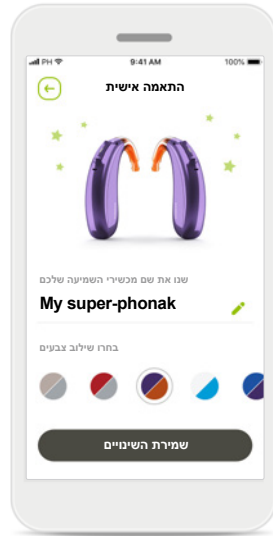 PH 9:41 AM 100%
התאמה אישית
שנו את שם מכשירי השמיעה שלכם
My super-phonak
בחרו שילוב צבעים
שמירת השינויים